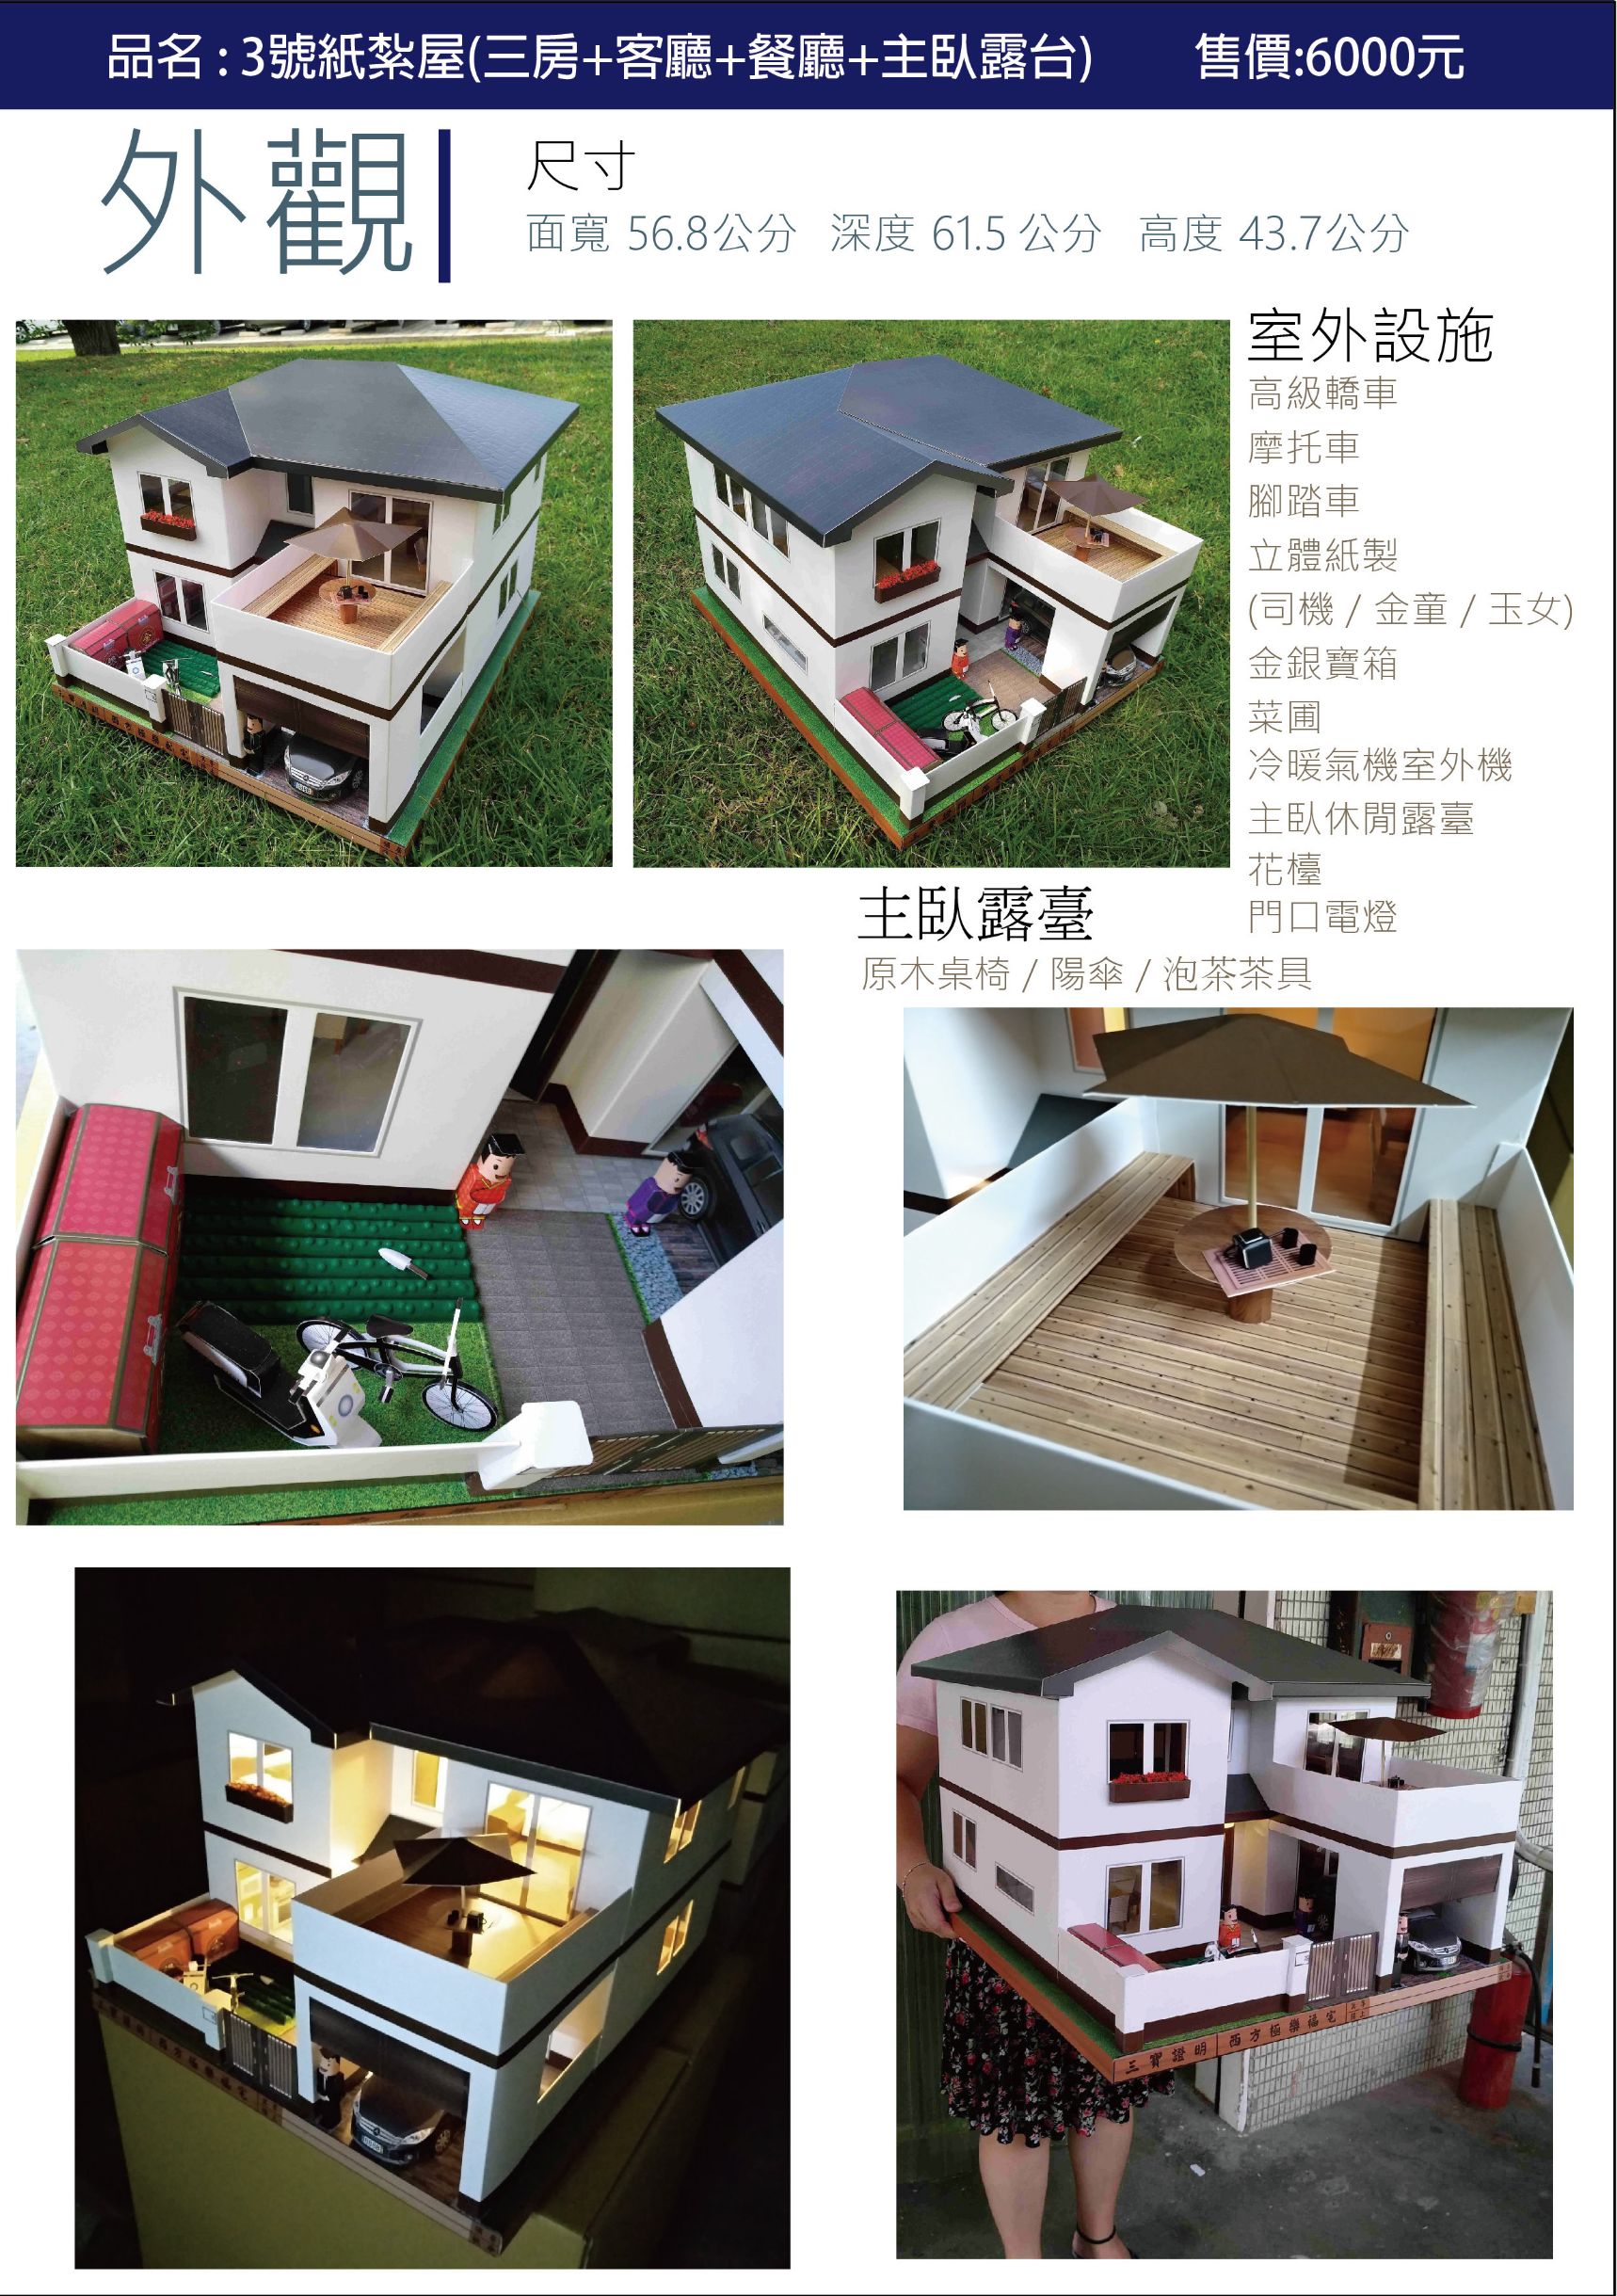 品名 : 3號紙紮屋(三房+客廳+餐廳+主臥露台) 售價:6000元
外觀
尺寸
面寬 56.8公分 深度 61.5 公分 高度 43.7公分
室外設施
高級轎車
摩托車
腳踏車
立體紙製
(司機 / 金童 / 玉女)
金銀寶箱
菜圃
冷暖氣機室外機
主臥休閒露臺
花檯
門口電燈
主臥露臺
原木桌椅 / 陽傘 / 泡茶茶具
三寶證明 西方極樂福宅